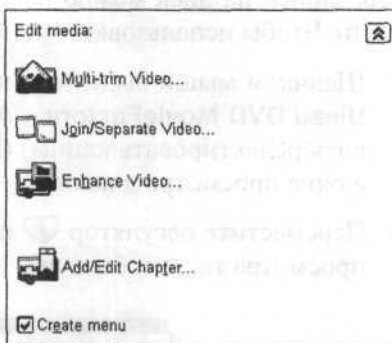 Edit media:
Multi-trim Video...
Join/Separate Video...
Enhance Video...
Add/Edit Chapter...
Create menu